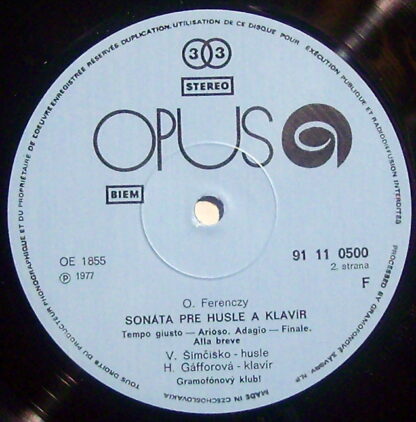 TOUS DROITS DU PRODUCTEUR PHONOGRAPHIQUE ET DU PROPRIÉTAIRE DE L'OEUVRE ENREGISTRÉE RÉSERVÉS. DUPLICATION, UTILISATION DE CE DISQUE POUR EXÉCUTION PUBLIQUE ET RADIODIFFUSION INTERDITES
33
STEREO
OPUS
BIEM
OE 1855
Ⓟ 1977
91 11 0500
2. strana
F
O. Ferenczy
SONÁTA PRE HUSLE A KLAVÍR
Tempo giusto — Arioso. Adagio — Finale.
Alla breve
V. Šimčisko - husle
H. Gáfforová - klavír
Gramofónový klub!
MADE IN CZECHOSLOVAKIA
PROCESSED BY GRAMOFONOVÉ ZÁVODY, N.P.